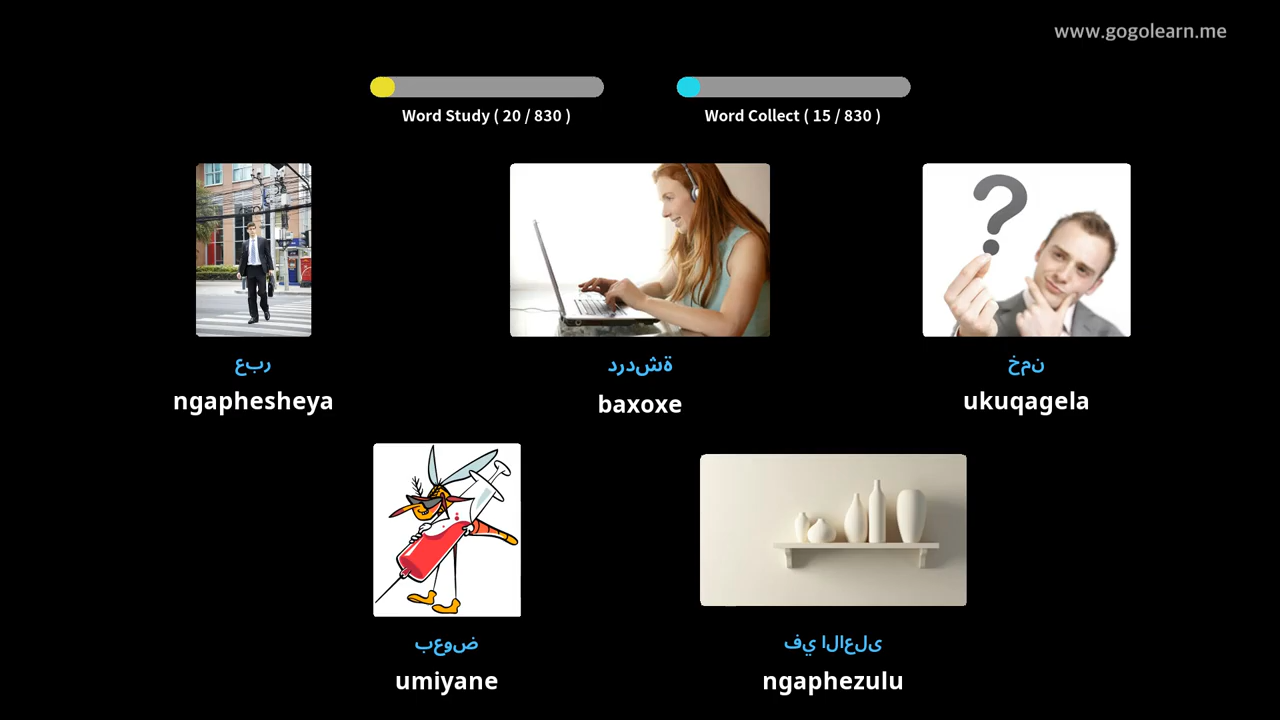 www.gogolearn.me
Word Study ( 20 / 830 )
Word Collect ( 15 / 830 )
عبر
دردشة
خمن
ngaphesheya
baxoxe
ukuqagela
بعوض
في الاعلى
umiyane
ngaphezulu